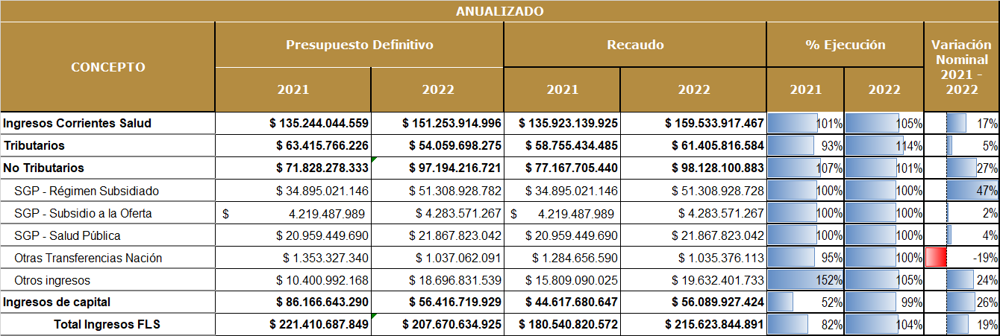 ANUALIZADO
CONCEPTO Presupuesto Definitivo Recaudo % Ejecución Variación Nominal 2021 - 2022
2021 2022 2021 2022 2021 2022
Ingresos Corrientes Salud $ 135.244.044.559 $ 151.253.914.996 $ 135.923.139.925 $ 159.533.917.467 101% 105% 17%
Tributarios $ 63.415.766.226 $ 54.059.698.275 $ 58.755.434.485 $ 61.405.816.584 93% 114% 5%
No Tributarios $ 71.828.278.333 $ 97.194.216.721 $ 77.167.705.440 $ 98.128.100.883 107% 101% 27%
SGP - Régimen Subsidiado $ 34.895.021.146 $ 51.308.928.782 $ 34.895.021.146 $ 51.308.928.728 100% 100% 47%
SGP - Subsidio a la Oferta $ 4.219.487.989 $ 4.283.571.267 $ 4.219.487.989 $ 4.283.571.267 100% 100% 2%
SGP - Salud Pública $ 20.959.449.690 $ 21.867.823.042 $ 20.959.449.690 $ 21.867.823.042 100% 100% 4%
Otras Transferencias Nación $ 1.353.327.340 $ 1.037.062.091 $ 1.284.656.590 $ 1.035.376.113 95% 100% -19%
Otros ingresos $ 10.400.992.168 $ 18.696.831.539 $ 15.809.090.025 $ 19.632.401.733 152% 105% 24%
Ingresos de capital $ 86.166.643.290 $ 56.416.719.929 $ 44.617.680.647 $ 56.089.927.424 52% 99% 26%
Total Ingresos FLS $ 221.410.687.849 $ 207.670.634.925 $ 180.540.820.572 $ 215.623.844.891 82% 104% 19%